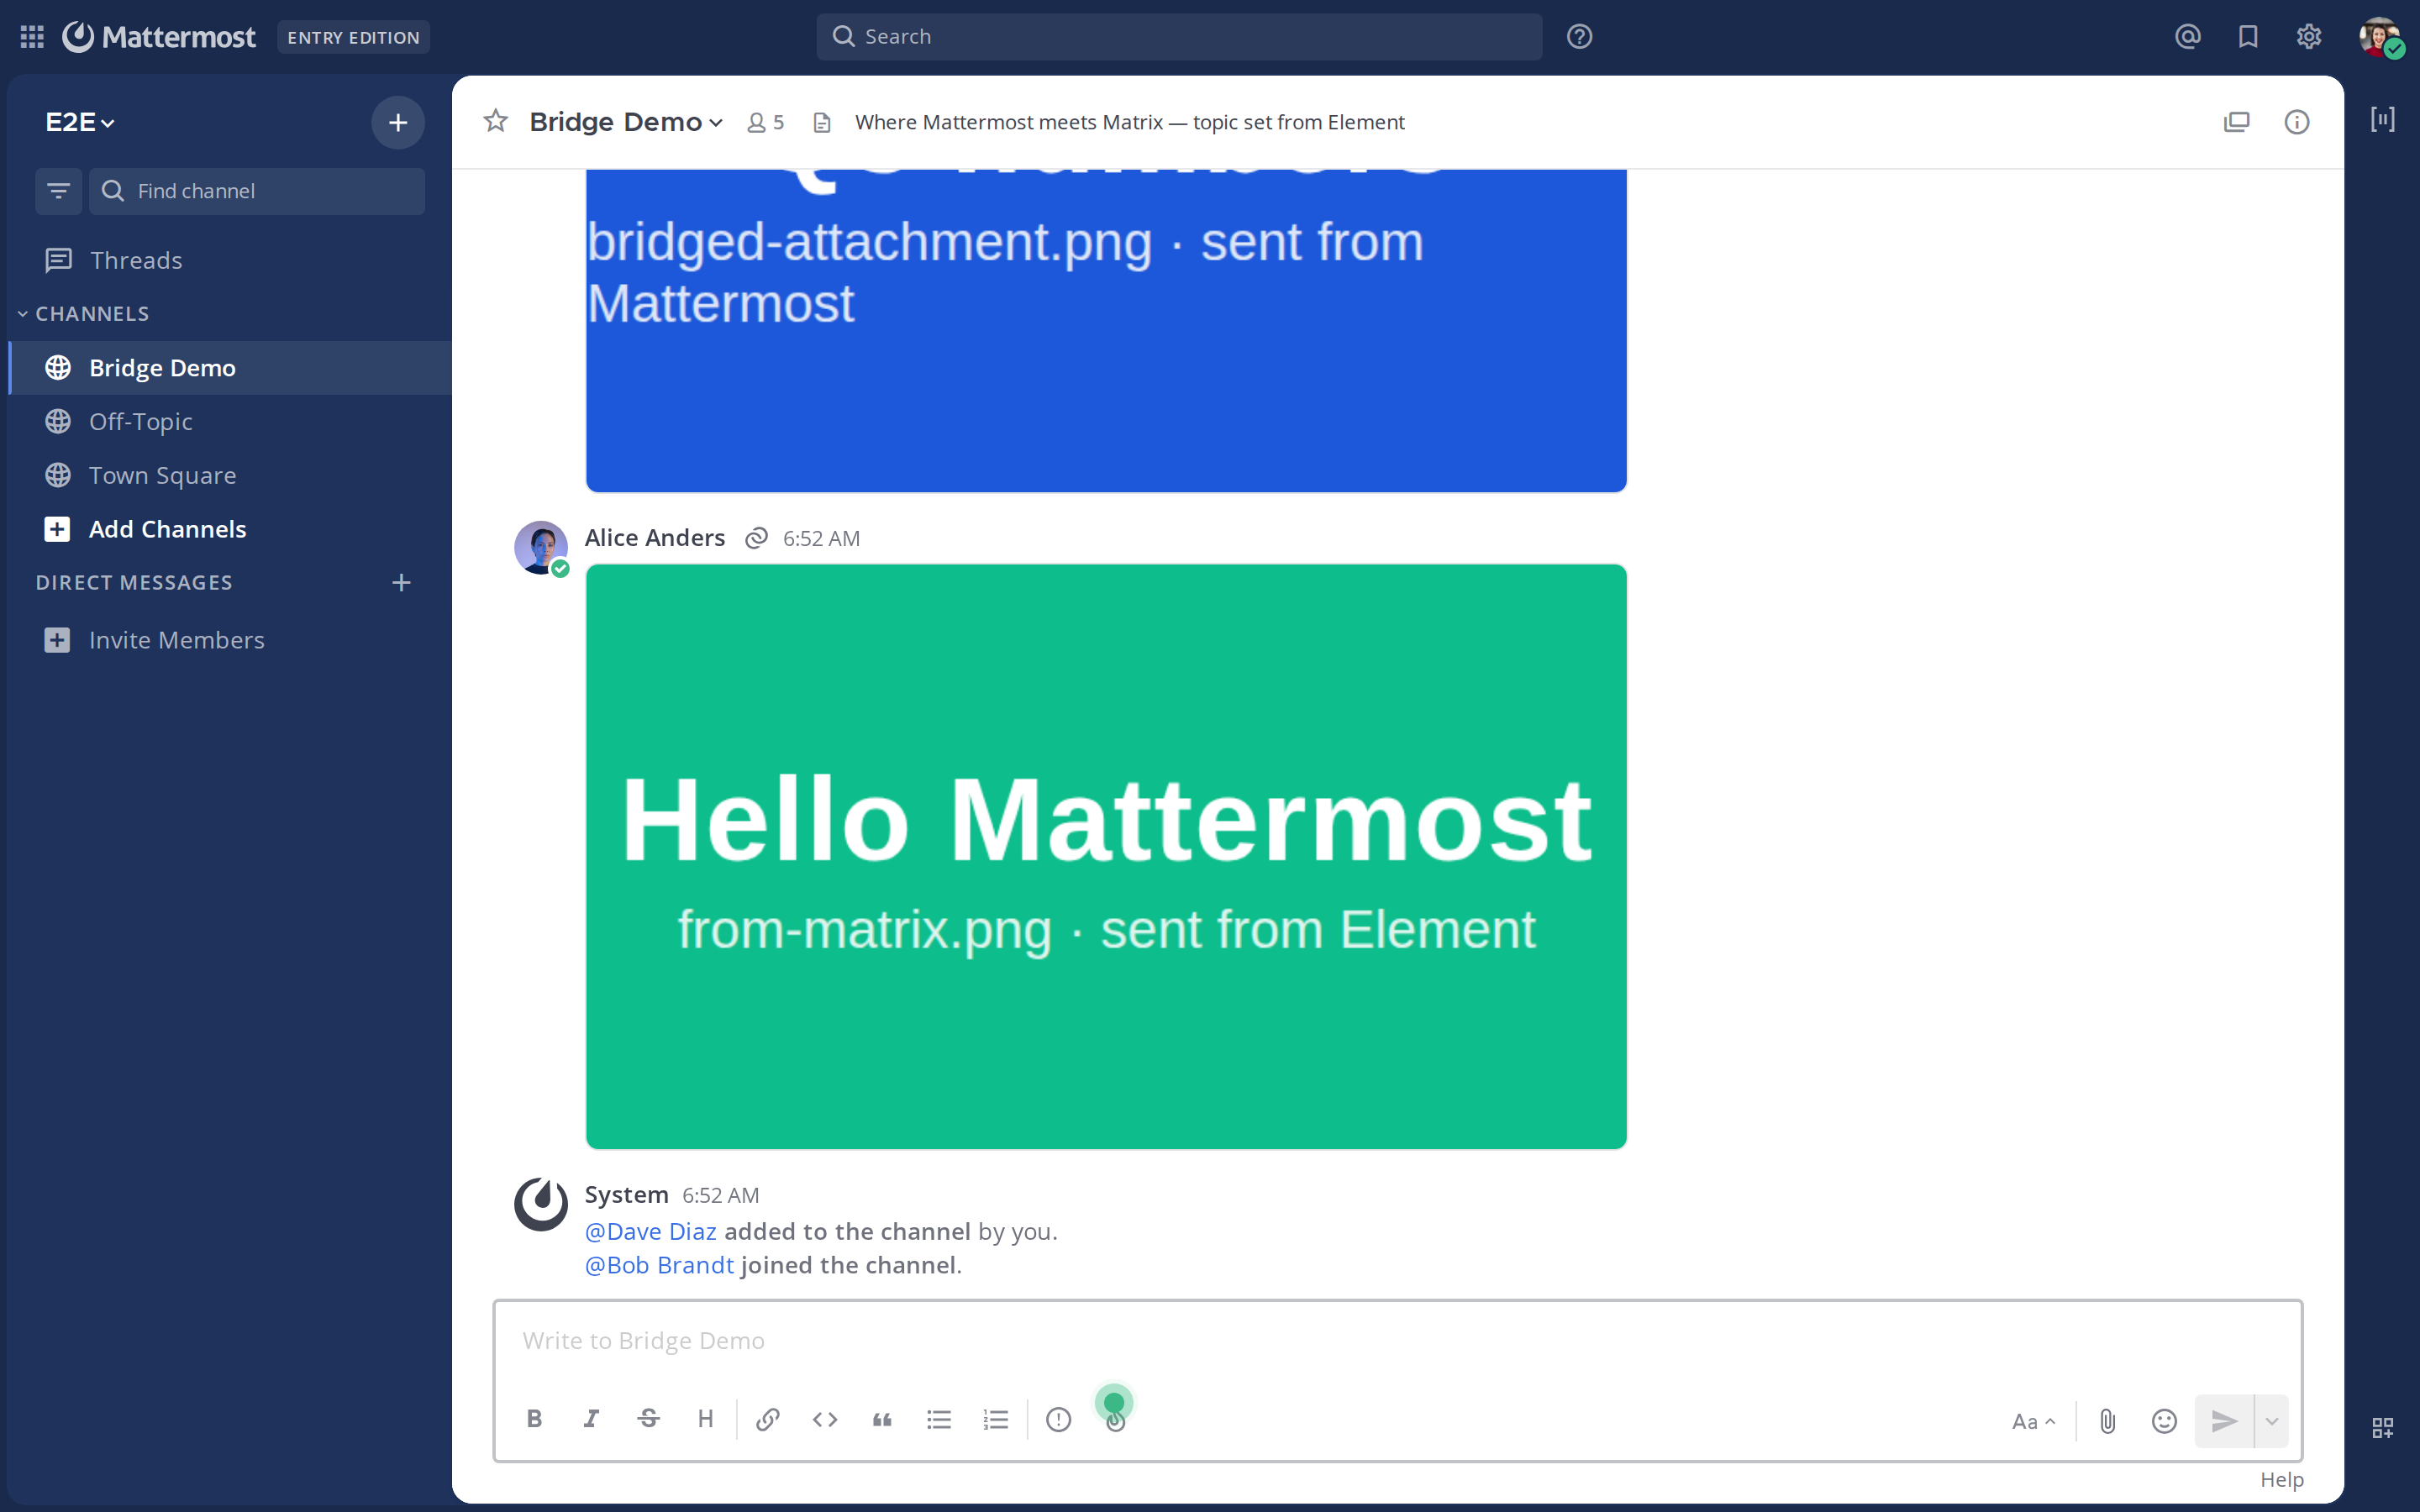 Mattermost ENTRY EDITION
Search
E2E
Bridge Demo 5 Where Mattermost meets Matrix — topic set from Element
Find channel
Threads
CHANNELS
Bridge Demo
Off-Topic
Town Square
Add Channels
DIRECT MESSAGES
Invite Members
bridged-attachment.png · sent from
Mattermost
Alice Anders 6:52 AM
Hello Mattermost
from-matrix.png · sent from Element
System 6:52 AM
@Dave Diaz added to the channel by you.
@Bob Brandt joined the channel.
Write to Bridge Demo
B I S H Aa
Help